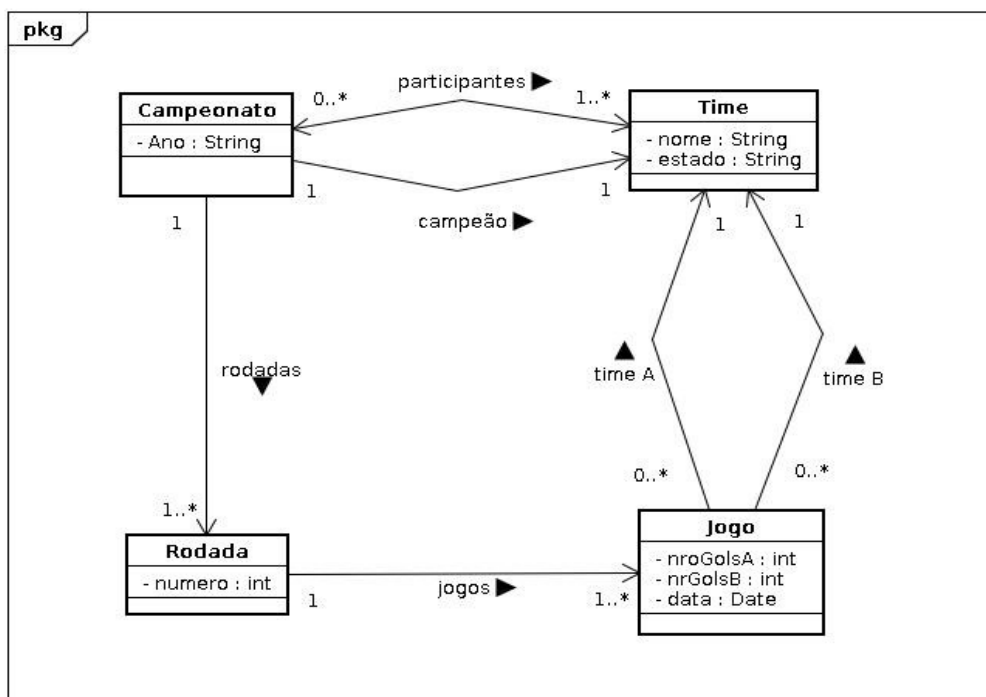 pkg
participantes ▶
0..*
1..*
Campeonato
- Ano : String
Time
- nome : String
- estado : String
1
1
campeão ▶
1
1
1
rodadas
▼
▲
time A
▲
time B
0..*
0..*
1..*
Rodada
- numero : int
Jogo
- nroGolsA : int
- nrGolsB : int
- data : Date
1
jogos ▶
1..*